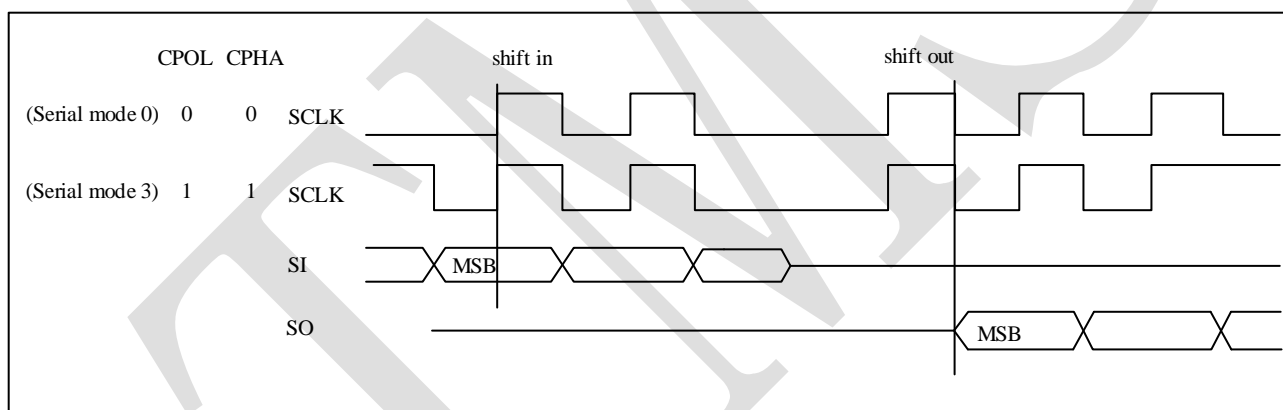 CPOL CPHA shift in shift out
(Serial mode 0) 0 0 SCLK
(Serial mode 3) 1 1 SCLK
SI MSB
SO MSB